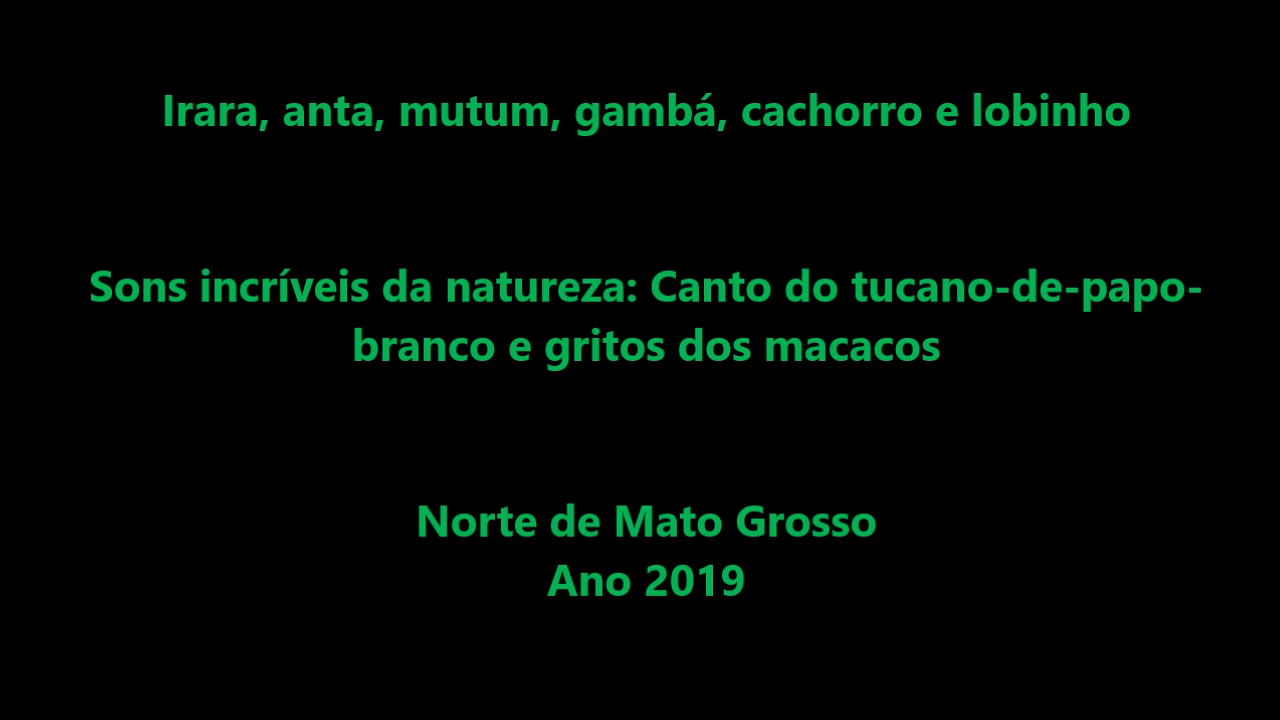 Irara, anta, mutum, gambá, cachorro e lobinho
Sons incríveis da natureza: Canto do tucano-de-papo-
branco e gritos dos macacos
Norte de Mato Grosso
Ano 2019